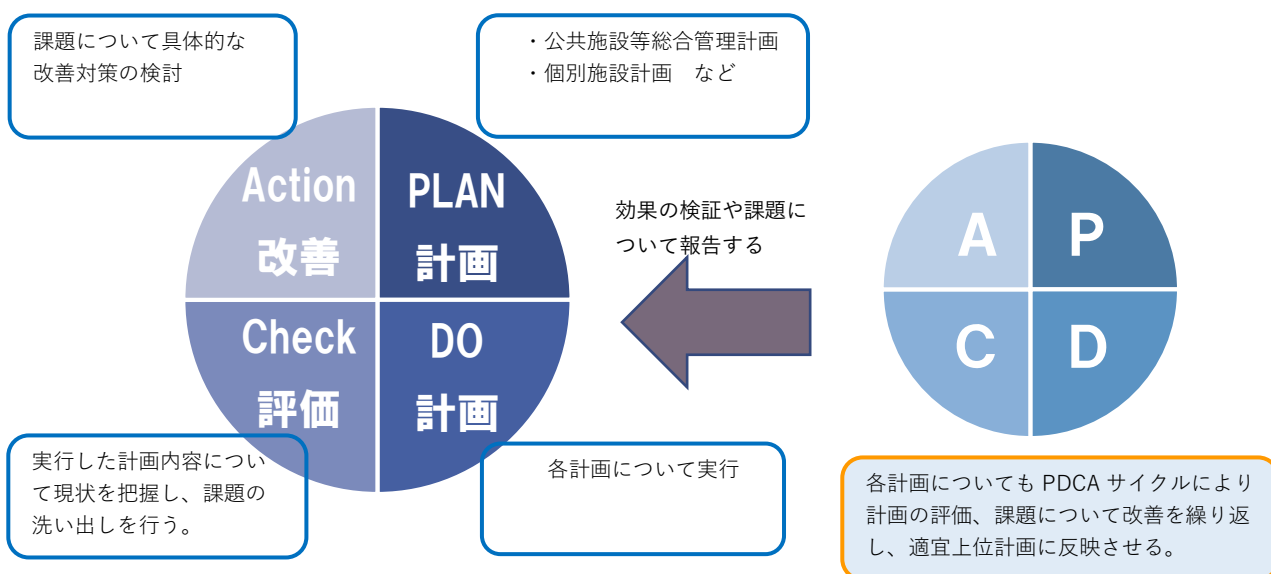 課題について具体的な
改善対策の検討
・公共施設等総合管理計画
・個別施設計画　など
Action
改善
PLAN
計画
Check
評価
DO
計画
実行した計画内容につい
て現状を把握し、課題の
洗い出しを行う。
各計画について実行
効果の検証や課題に
ついて報告する
A
P
C
D
各計画についても PDCA サイクルにより
計画の評価、課題について改善を繰り返
し、適宜上位計画に反映させる。